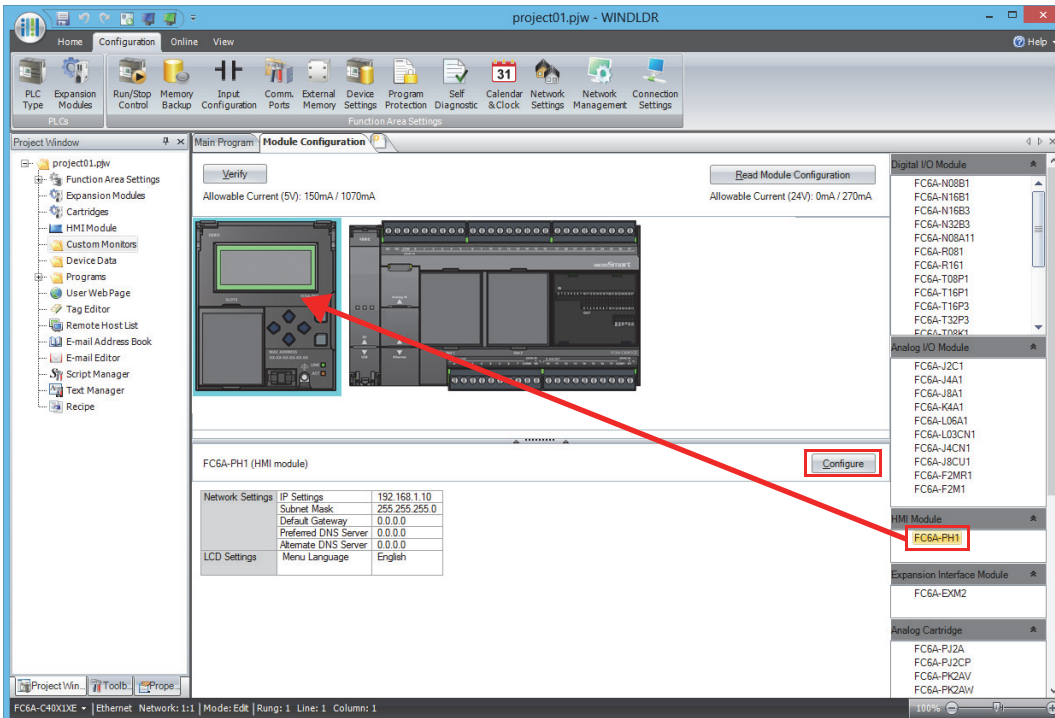 project01.pjw - WINDLDR
Home Configuration Online View Help
PLC Type
Expansion Modules
Run/Stop Control
Memory Backup
Input Configuration
Comm. Ports
External Memory
Device Settings
Program Protection
Self Diagnostic
31
Calendar & Clock
Network Settings
Network Management
Connection Settings
PLCs
Function Area Settings
Project Window
project01.pjw
Function Area Settings
Expansion Modules
Cartridges
HMI Module
Custom Monitors
Device Data
Programs
User Web Page
Tag Editor
Remote Host List
E-mail Address Book
E-mail Editor
Script Manager
Text Manager
Recipe
Project Win...
Toolb...
Prope...
Main Program Module Configuration
Verify
Read Module Configuration
Allowable Current (5V): 150mA / 1070mA
Allowable Current (24V): 0mA / 270mA
FC6A-PH1 (HMI module)
Configure
Network Settings IP Settings 192.168.1.10
Subnet Mask 255.255.255.0
Default Gateway 0.0.0.0
Preferred DNS Server 0.0.0.0
Alternate DNS Server 0.0.0.0
LCD Settings Menu Language English
Digital I/O Module
FC6A-N08B1
FC6A-N16B1
FC6A-N16B3
FC6A-N32B3
FC6A-N08A11
FC6A-R081
FC6A-R161
FC6A-T08P1
FC6A-T16P1
FC6A-T16P3
FC6A-T32P3
FC6A-T08K1
Analog I/O Module
FC6A-J2C1
FC6A-J4A1
FC6A-J8A1
FC6A-K4A1
FC6A-L06A1
FC6A-L03CN1
FC6A-J4CN1
FC6A-J8CU1
FC6A-F2MR1
FC6A-F2M1
HMI Module
FC6A-PH1
Expansion Interface Module
FC6A-EXM2
Analog Cartridge
FC6A-PJ2A
FC6A-PJ2CP
FC6A-PK2AV
FC6A-PK2AW
FC6A-C40X1XE Ethernet Network: 1:1 Mode: Edit Rung: 1 Line: 1 Column: 1
100%